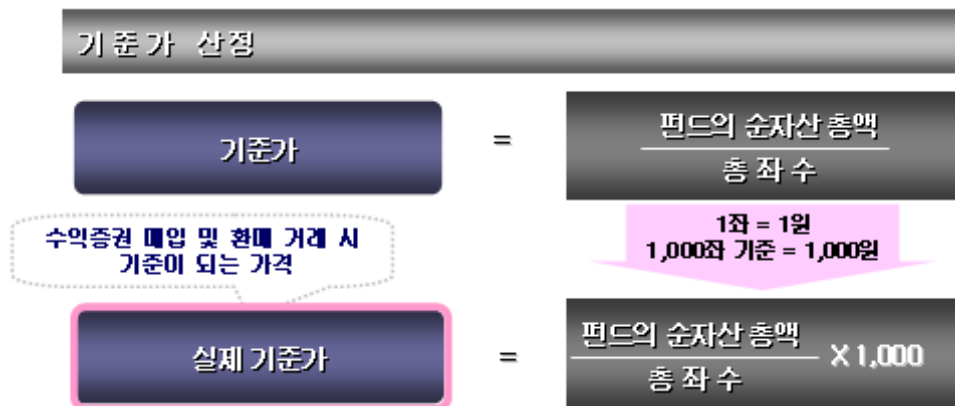 기준가 산정
기준가
=
펀드의 순자산 총액
총 좌 수
수익증권 매입 및 환매 거래 시
기준이 되는 가격
1좌 = 1원
1,000좌 기준 = 1,000원
실제 기준가
=
펀드의 순자산 총액
총 좌 수
X 1,000